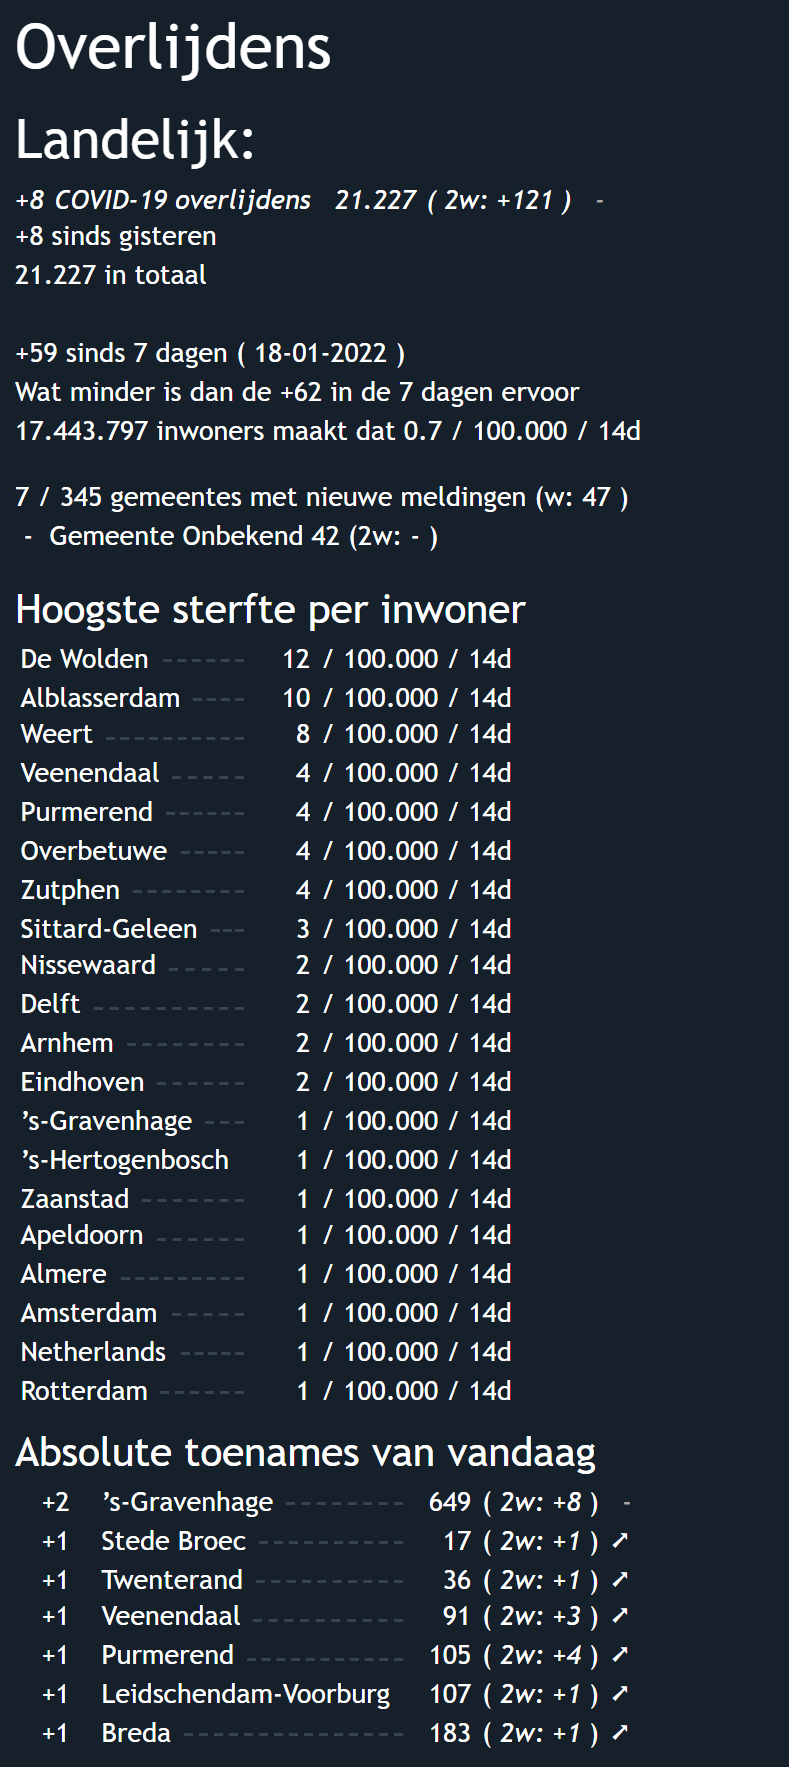 Overlijdens
Landelijk:
+8 COVID-19 overlijdens 21.227 ( 2w: +121 ) -
+8 sinds gisteren
21.227 in totaal
+59 sinds 7 dagen ( 18-01-2022 )
Wat minder is dan de +62 in de 7 dagen ervoor
17.443.797 inwoners maakt dat 0.7 / 100.000 / 14d
7 / 345 gemeentes met nieuwe meldingen (w: 47 )
- Gemeente Onbekend 42 (2w: - )
Hoogste sterfte per inwoner
De Wolden ------ 12 / 100.000 / 14d
Alblasserdam ---- 10 / 100.000 / 14d
Weert ---------- 8 / 100.000 / 14d
Veenendaal ----- 4 / 100.000 / 14d
Purmerend ------ 4 / 100.000 / 14d
Overbetuwe ----- 4 / 100.000 / 14d
Zutphen -------- 4 / 100.000 / 14d
Sittard-Geleen --- 3 / 100.000 / 14d
Nissewaard ----- 2 / 100.000 / 14d
Delft ---------- 2 / 100.000 / 14d
Arnhem -------- 2 / 100.000 / 14d
Eindhoven ------ 2 / 100.000 / 14d
’s-Gravenhage --- 1 / 100.000 / 14d
’s-Hertogenbosch 1 / 100.000 / 14d
Zaanstad ------- 1 / 100.000 / 14d
Apeldoorn ------ 1 / 100.000 / 14d
Almere --------- 1 / 100.000 / 14d
Amsterdam ----- 1 / 100.000 / 14d
Netherlands ----- 1 / 100.000 / 14d
Rotterdam ------ 1 / 100.000 / 14d
Absolute toenames van vandaag
+2 ’s-Gravenhage -------- 649 ( 2w: +8 ) -
+1 Stede Broec ---------- 17 ( 2w: +1 ) ➚
+1 Twenterand ---------- 36 ( 2w: +1 ) ➚
+1 Veenendaal ---------- 91 ( 2w: +3 ) ➚
+1 Purmerend ----------- 105 ( 2w: +4 ) ➚
+1 Leidschendam-Voorburg 107 ( 2w: +1 ) ➚
+1 Breda --------------- 183 ( 2w: +1 ) ➚